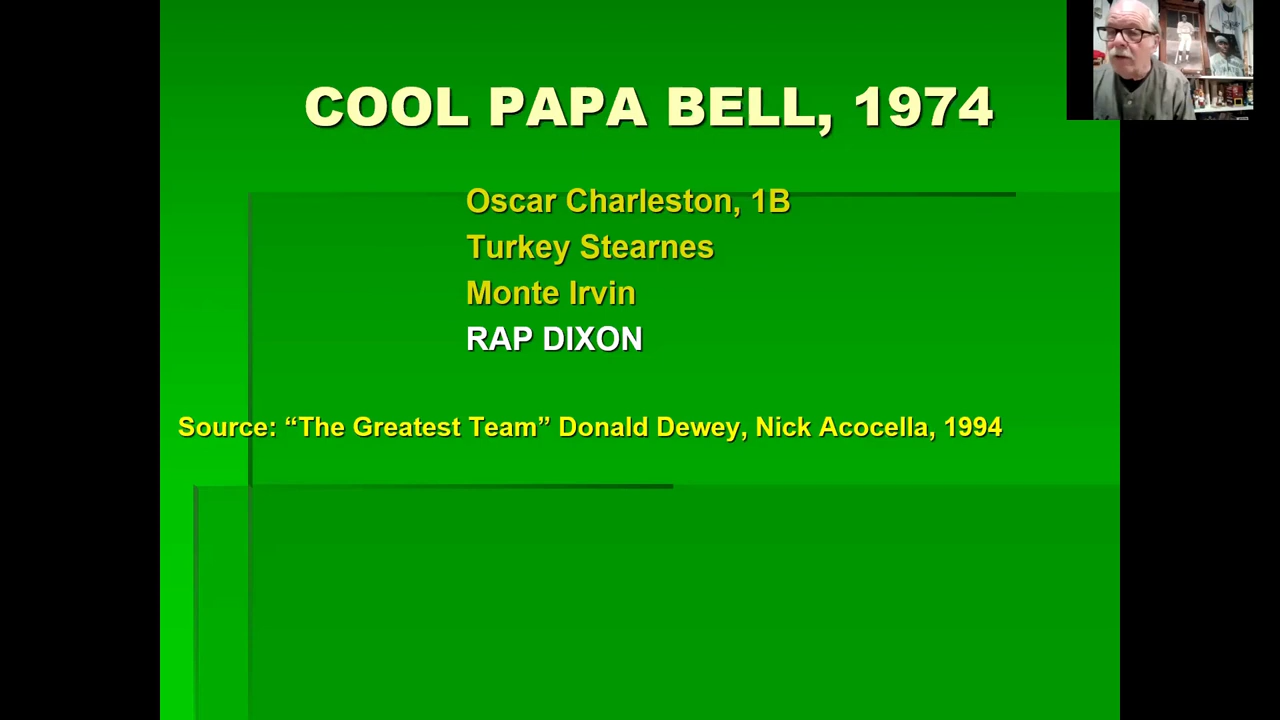 COOL PAPA BELL, 1974
Oscar Charleston, 1B
Turkey Stearnes
Monte Irvin
RAP DIXON
Source: “The Greatest Team” Donald Dewey, Nick Acocella, 1994